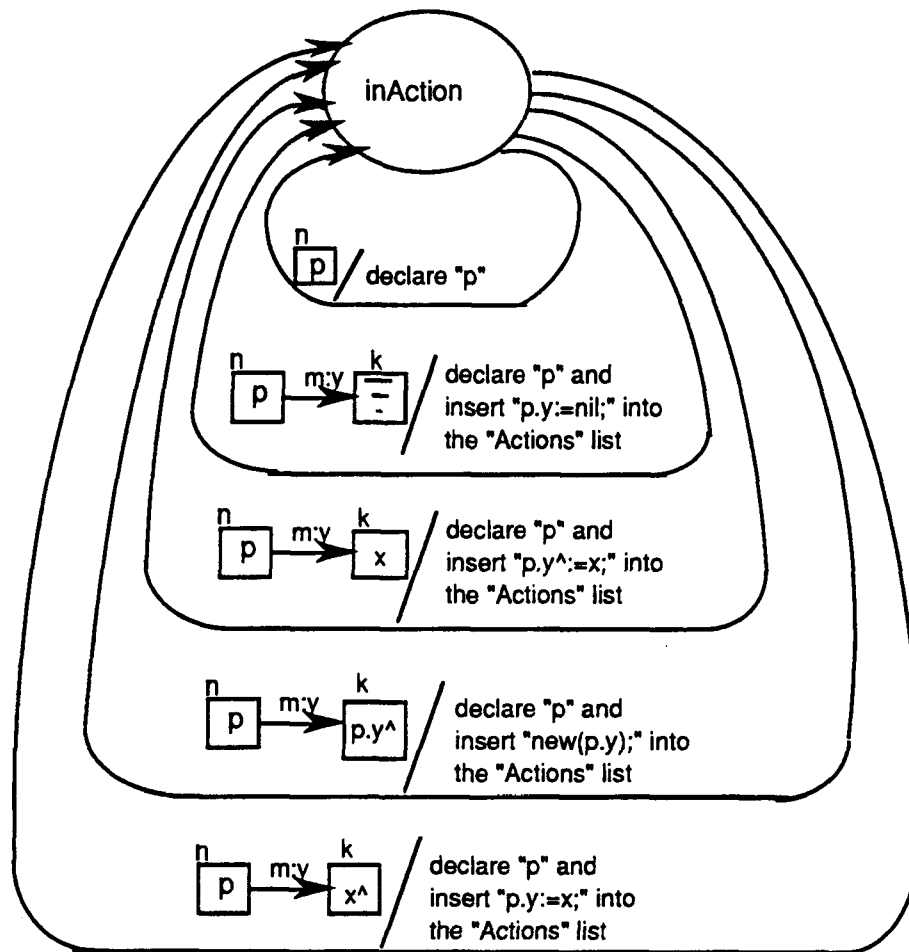 inAction
n
p
declare "p"
n
k
p
m:y
declare "p" and
insert "p.y:=nil;" into
the "Actions" list
n
k
p
m:y
x
declare "p" and
insert "p.y^:=x;" into
the "Actions" list
n
k
p
m:y
p.y^
declare "p" and
insert "new(p.y);" into
the "Actions" list
n
k
p
m:y
x^
declare "p" and
insert "p.y:=x;" into
the "Actions" list